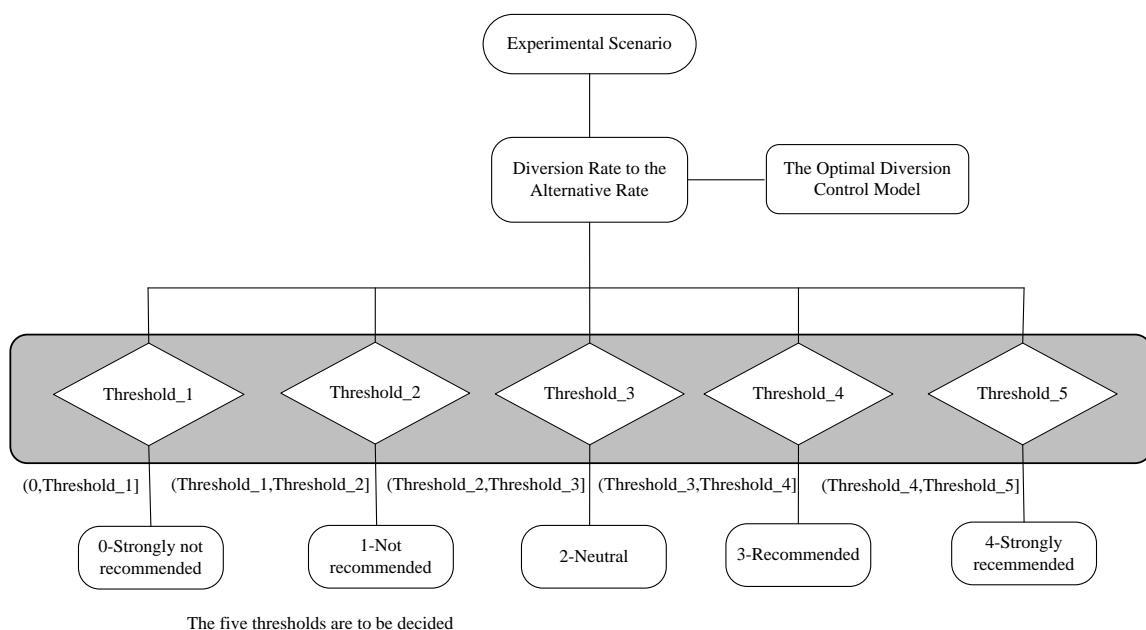 Experimental Scenario
Diversion Rate to the
Alternative Rate
The Optimal Diversion
Control Model
Threshold_1
Threshold_2
Threshold_3
Threshold_4
Threshold_5
(0,Threshold_1]
(Threshold_1,Threshold_2]
(Threshold_2,Threshold_3]
(Threshold_3,Threshold_4]
(Threshold_4,Threshold_5]
0-Strongly not
recommended
1-Not
recommended
2-Neutral
3-Recommended
4-Strongly
recemmended
The five thresholds are to be decided